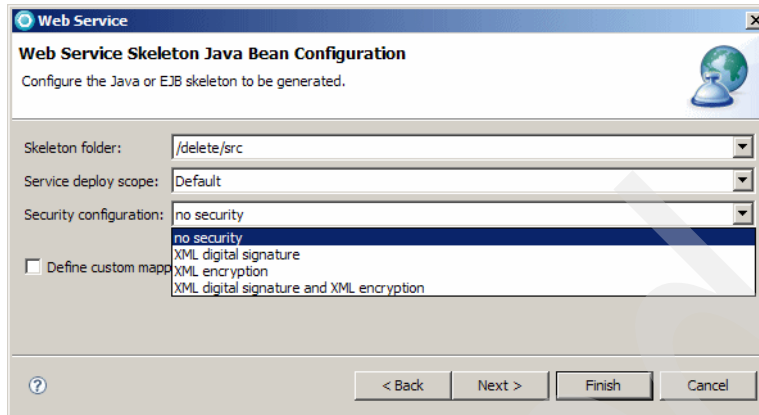 Web Service
Web Service Skeleton Java Bean Configuration
Configure the Java or EJB skeleton to be generated.
Skeleton folder: /delete/src
Service deploy scope: Default
Security configuration: no security
no security
XML digital signature
Define custom mapp XML encryption
XML digital signature and XML encryption
? < Back Next > Finish Cancel